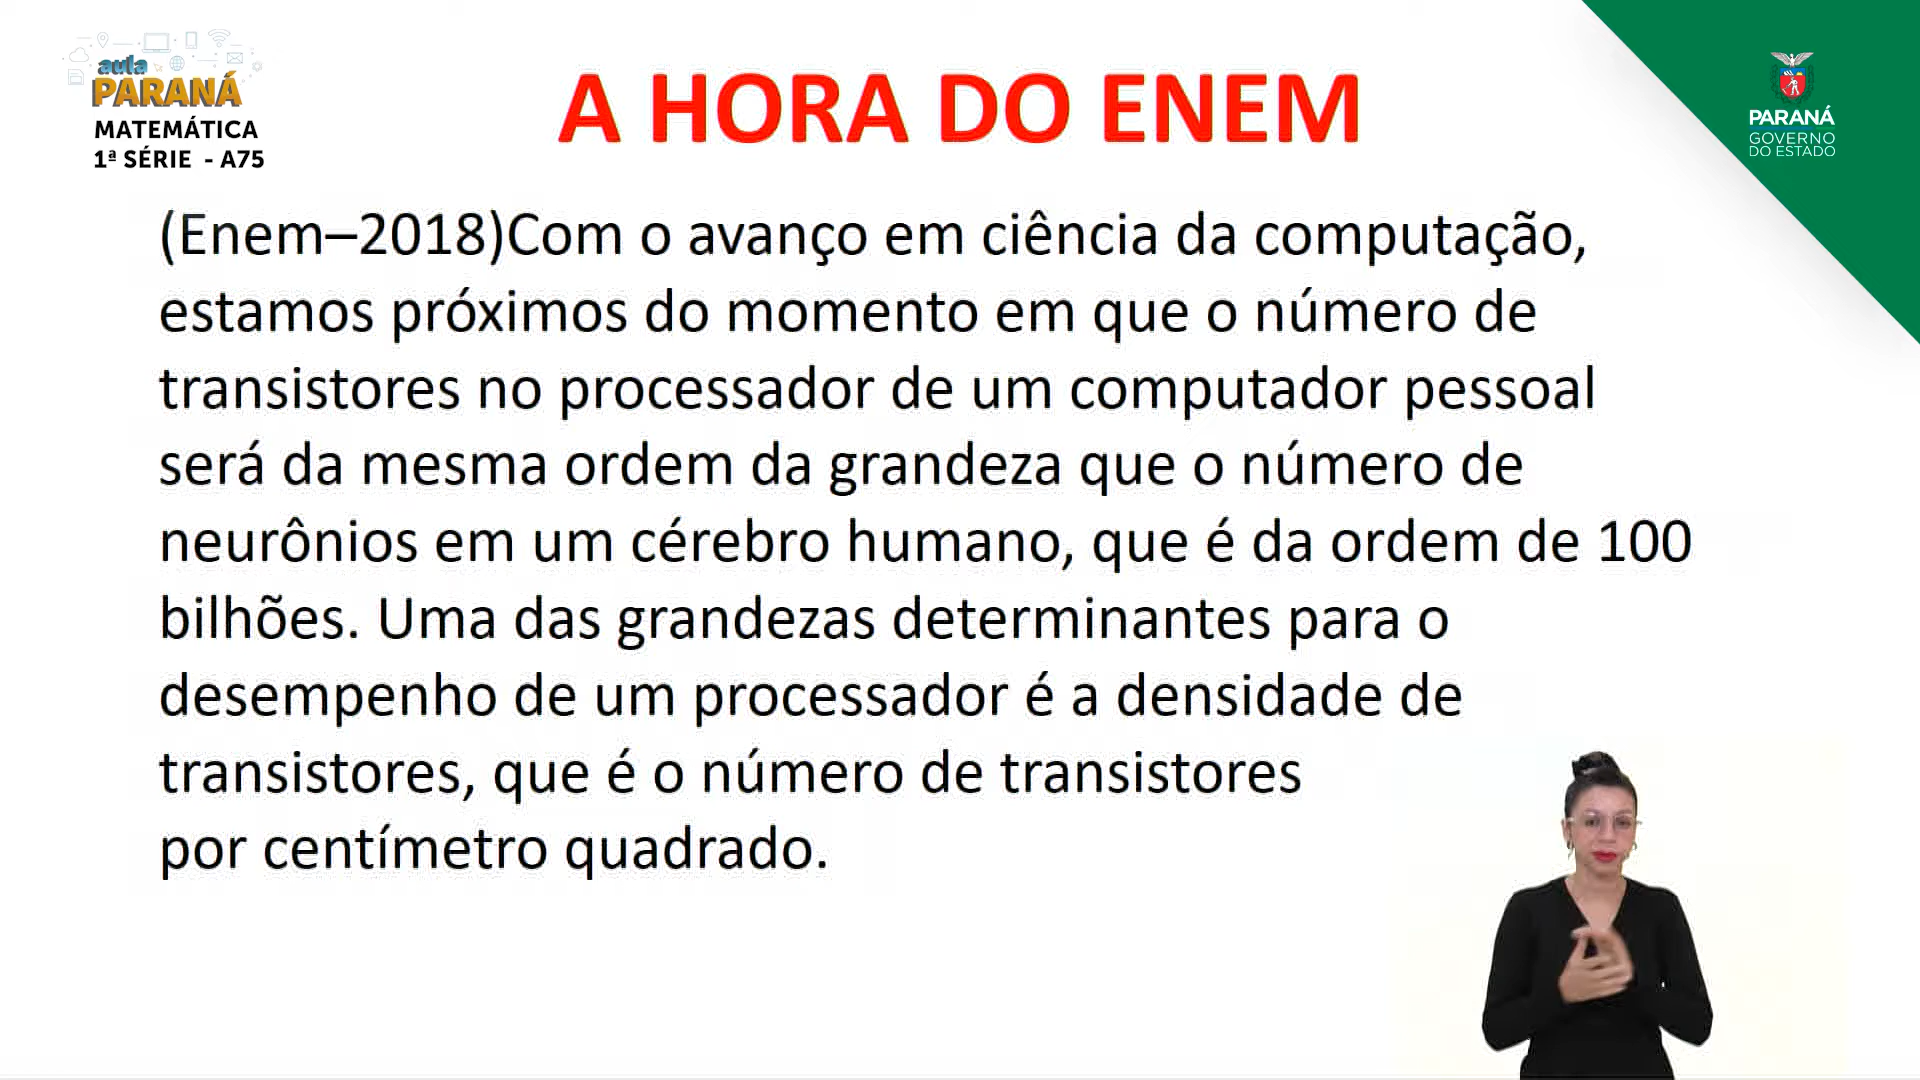 aula
PARANÁ
MATEMÁTICA
1ª SÉRIE - A75
A HORA DO ENEM
PARANÁ
GOVERNO
DO ESTADO
(Enem–2018)Com o avanço em ciência da computação,
estamos próximos do momento em que o número de
transistores no processador de um computador pessoal
será da mesma ordem da grandeza que o número de
neurônios em um cérebro humano, que é da ordem de 100
bilhões. Uma das grandezas determinantes para o
desempenho de um processador é a densidade de
transistores, que é o número de transistores
por centímetro quadrado.